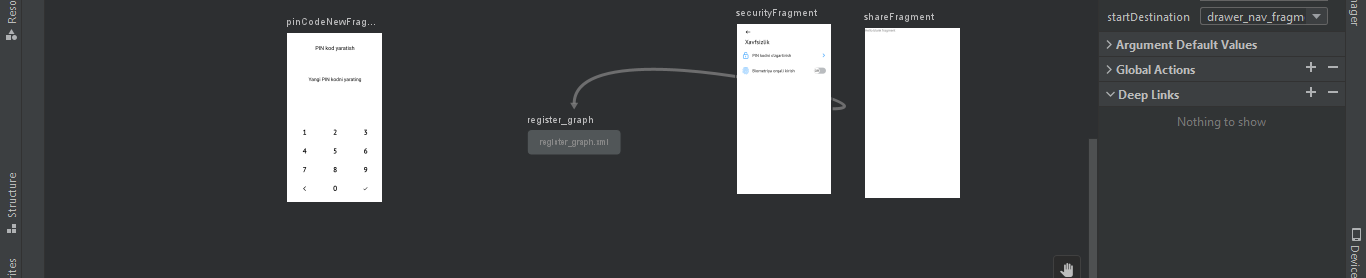 Reso
Structure
rites
pinCodeNewFrag...
PIN kod yaratish
Yangi PIN kodni yarating
1 2 3
4 5 6
7 8 9
< 0 ✓
register_graph
register_graph.xml
securityFragment
Xavfsizlik
PIN kodni o'zgartirish
Biometriya orqali kirish
shareFragment
startDestination drawer_nav_fragm
Argument Default Values
Global Actions
Deep Links
Nothing to show
nager
Device